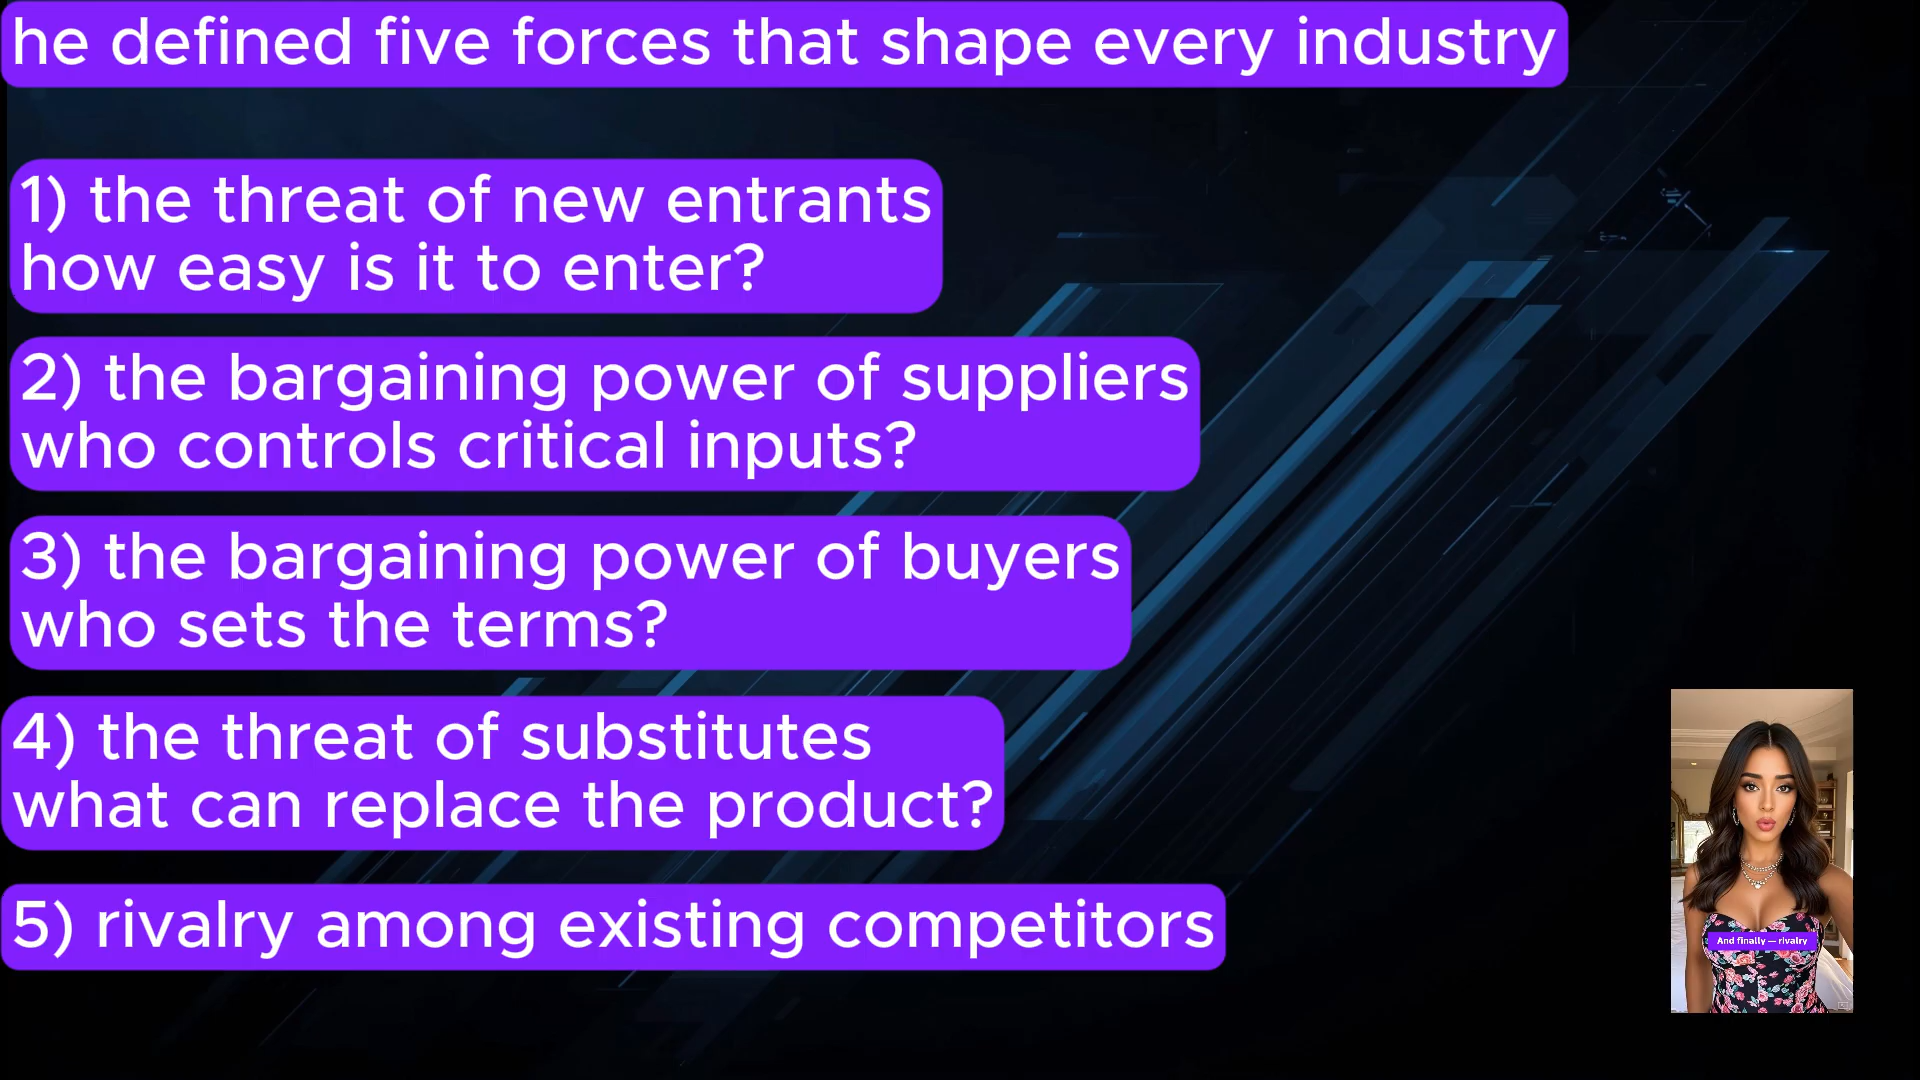 he defined five forces that shape every industry
1) the threat of new entrants
how easy is it to enter?
2) the bargaining power of suppliers
who controls critical inputs?
3) the bargaining power of buyers
who sets the terms?
4) the threat of substitutes
what can replace the product?
5) rivalry among existing competitors
And finally — rivalry